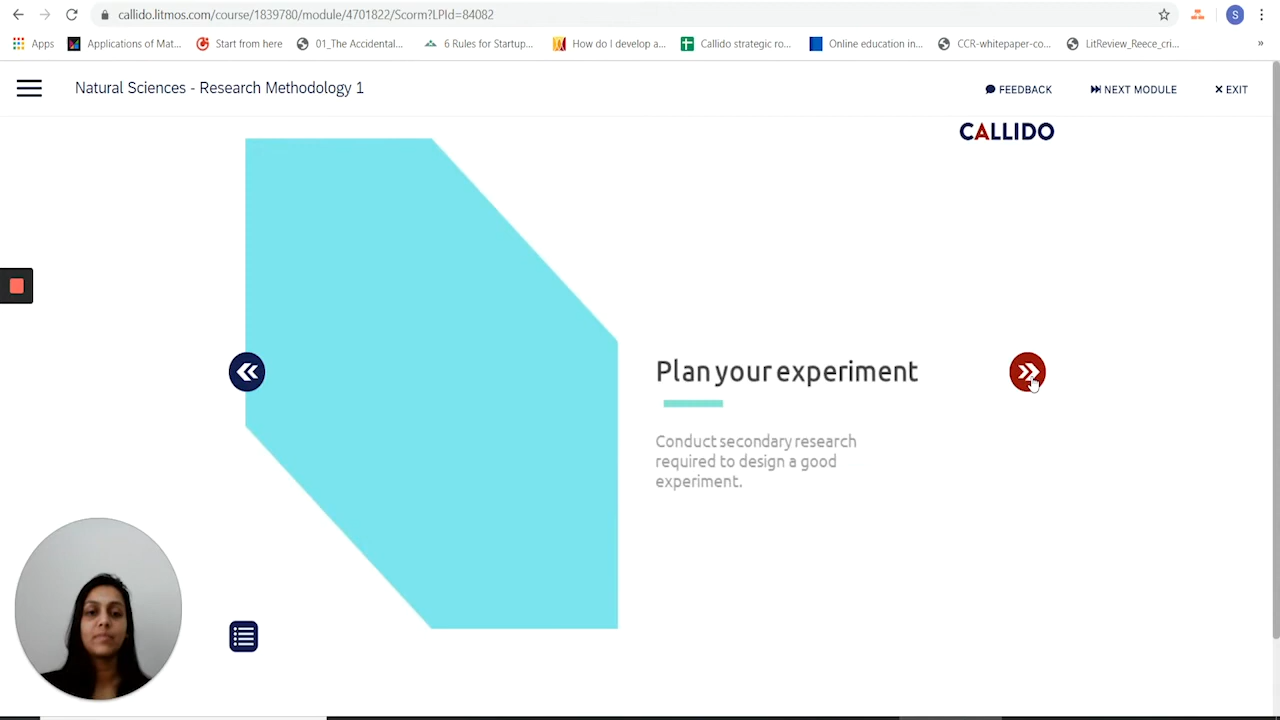 callido.litmos.com/course/1839780/module/4701822/Scorm?LPId=84082
S
Apps
Applications of Mat...
Start from here
01_The Accidental...
6 Rules for Startup...
How do I develop a...
Callido strategic ro...
Online education in...
CCR-whitepaper-co...
LitReview_Reece_cri...
»
Natural Sciences - Research Methodology 1
FEEDBACK
NEXT MODULE
EXIT
CALLIDO
Plan your experiment
Conduct secondary research
required to design a good
experiment.